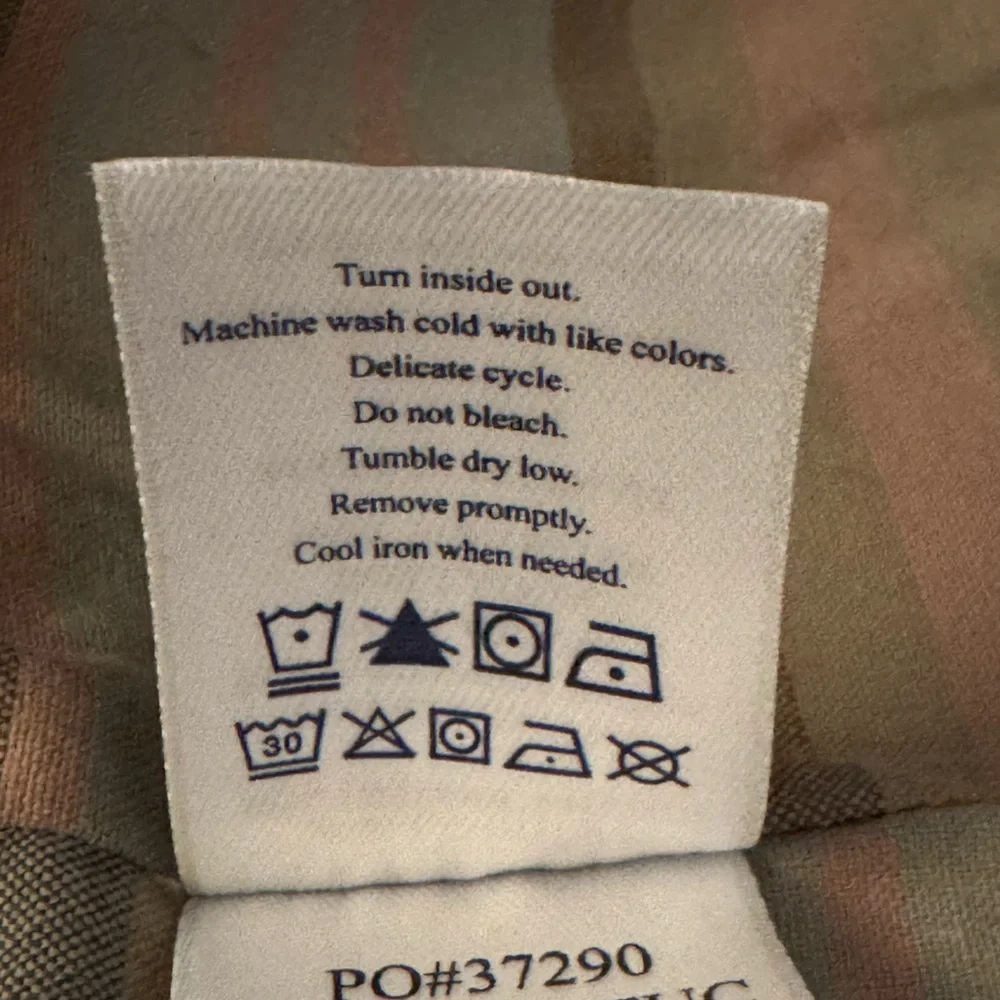 Turn inside out.
Machine wash cold with like colors.
Delicate cycle.
Do not bleach.
Tumble dry low.
Remove promptly.
Cool iron when needed.
30
PO#37290